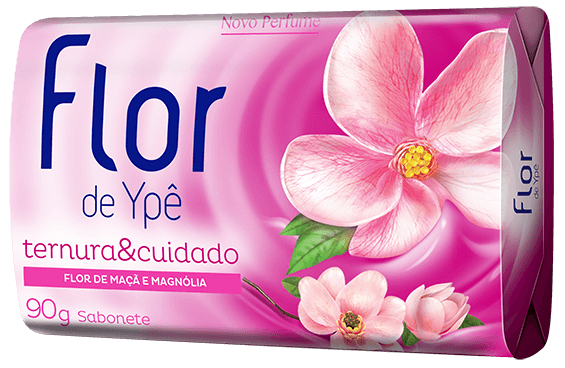 Novo Perfume
Flor
de Ypê
ternura&cuidado
FLOR DE MAÇÃ E MAGNÓLIA
90g Sabonete
Flor
de Ypê